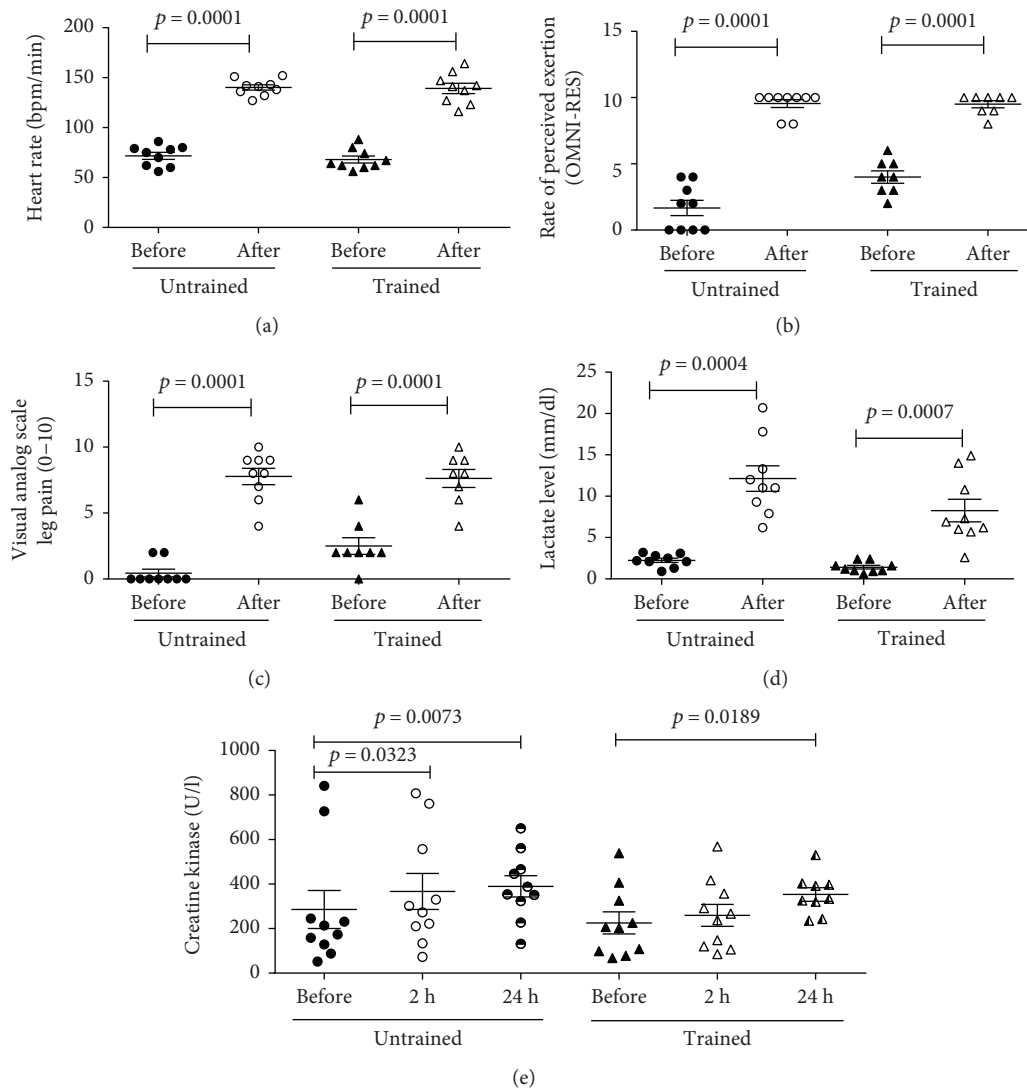 p = 0.0001
p = 0.0001
200
150
100
50
0
Heart rate (bpm/min)
Before
After
Before
After
Untrained
Trained
(a)
p = 0.0001
p = 0.0001
15
10
5
0
Rate of perceived exertion
(OMNI-RES)
Before
After
Before
After
Untrained
Trained
(b)
p = 0.0001
p = 0.0001
15
10
5
0
Visual analog scale
leg pain (0–10)
Before
After
Before
After
Untrained
Trained
(c)
p = 0.0004
p = 0.0007
25
20
15
10
5
0
Lactate level (mm/dl)
Before
After
Before
After
Untrained
Trained
(d)
p = 0.0073
p = 0.0189
p = 0.0323
1000
800
600
400
200
0
Creatine kinase (U/l)
Before
2 h
24 h
Before
2 h
24 h
Untrained
Trained
(e)